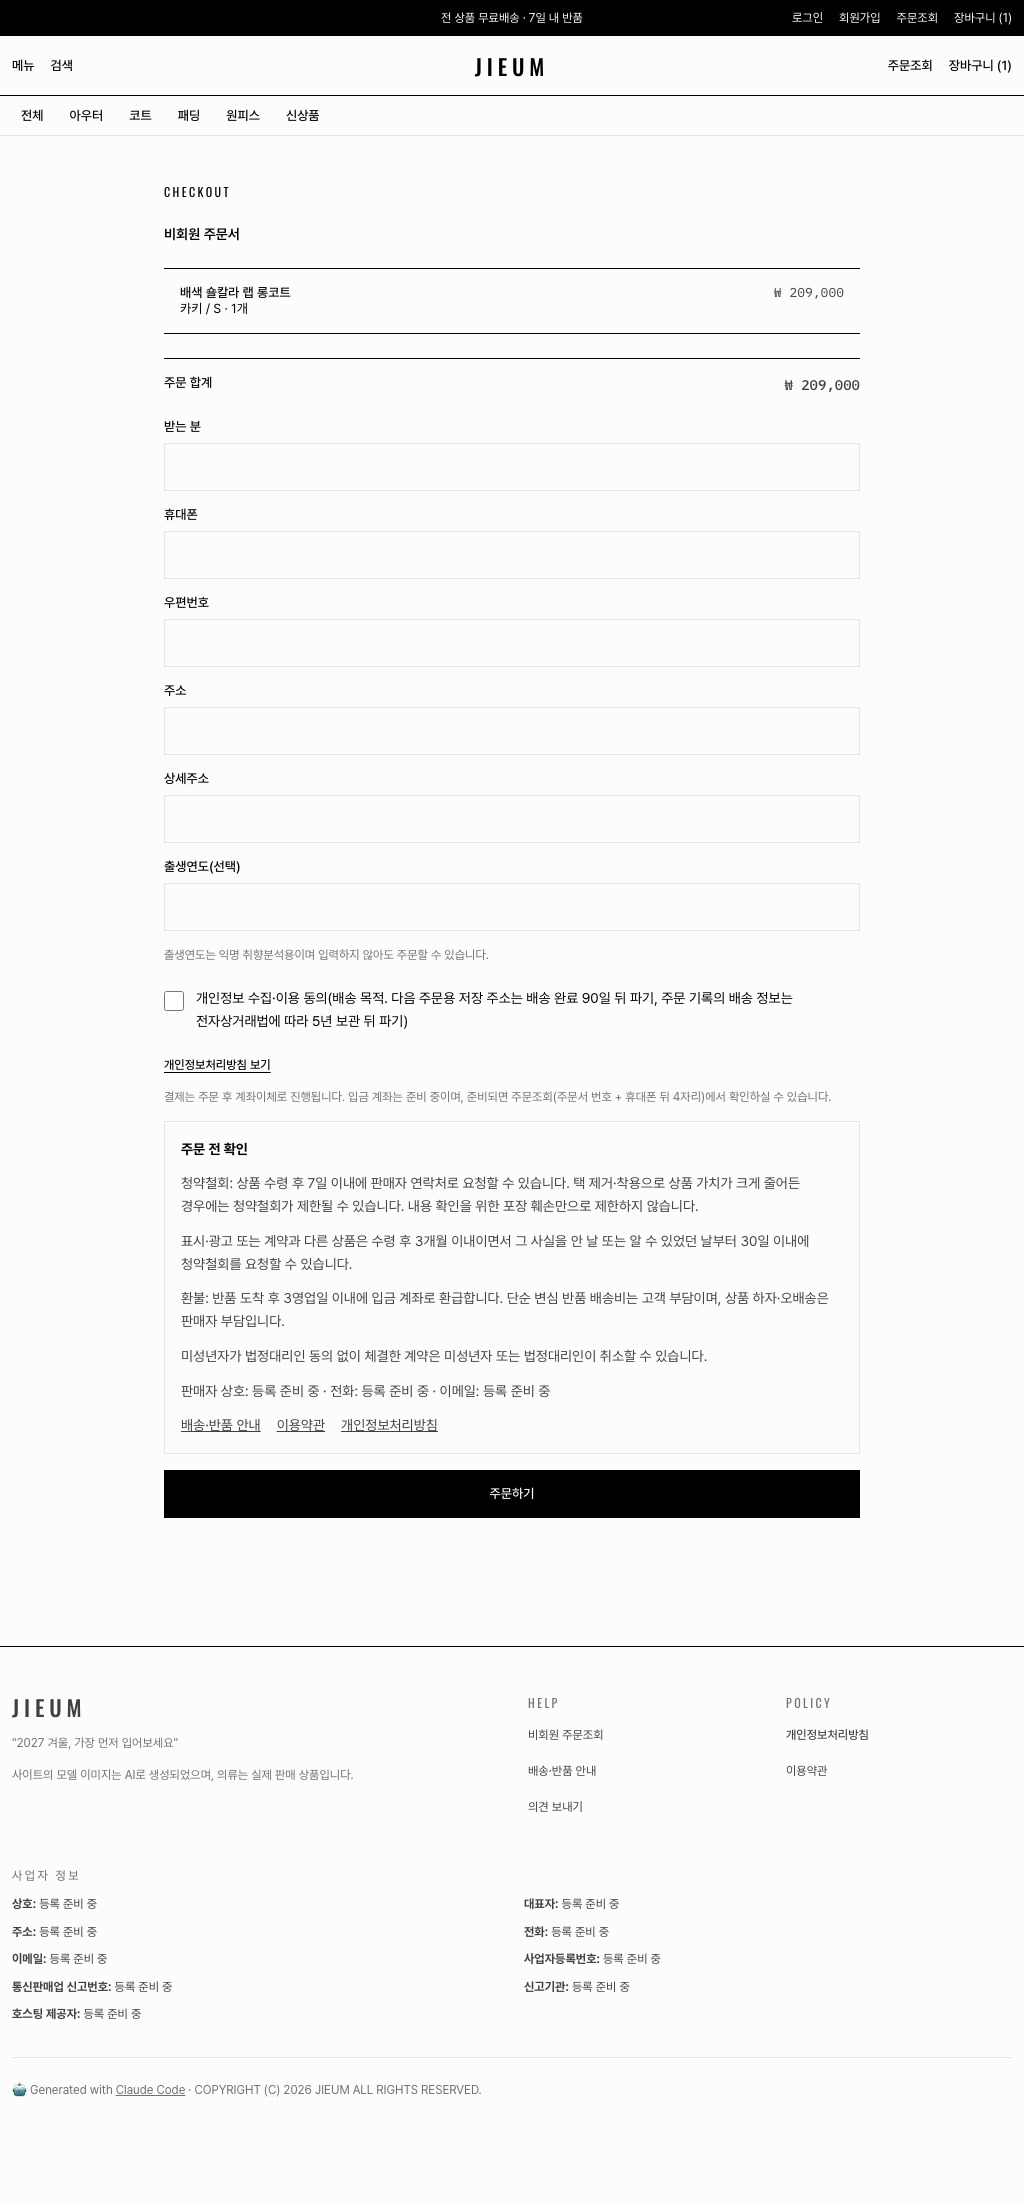 전 상품 무료배송 · 7일 내 반품
로그인 회원가입 주문조회 장바구니 (1)
메뉴 검색
JIEUM
주문조회 장바구니 (1)
전체 아우터 코트 패딩 원피스 신상품
CHECKOUT
비회원 주문서
배색 숄칼라 랩 롱코트
₩ 209,000
카키 / S · 1개
주문 합계
₩ 209,000
받는 분
휴대폰
우편번호
주소
상세주소
출생연도(선택)
출생연도는 익명 취향분석용이며 입력하지 않아도 주문할 수 있습니다.
개인정보 수집·이용 동의(배송 목적. 다음 주문용 저장 주소는 배송 완료 90일 뒤 파기, 주문 기록의 배송 정보는
전자상거래법에 따라 5년 보관 뒤 파기)
개인정보처리방침 보기
결제는 주문 후 계좌이체로 진행됩니다. 입금 계좌는 준비 중이며, 준비되면 주문조회(주문서 번호 + 휴대폰 뒤 4자리)에서 확인하실 수 있습니다.
주문 전 확인
청약철회: 상품 수령 후 7일 이내에 판매자 연락처로 요청할 수 있습니다. 택 제거·착용으로 상품 가치가 크게 줄어든
경우에는 청약철회가 제한될 수 있습니다. 내용 확인을 위한 포장 훼손만으로 제한하지 않습니다.
표시·광고 또는 계약과 다른 상품은 수령 후 3개월 이내이면서 그 사실을 안 날 또는 알 수 있었던 날부터 30일 이내에
청약철회를 요청할 수 있습니다.
환불: 반품 도착 후 3영업일 이내에 입금 계좌로 환급합니다. 단순 변심 반품 배송비는 고객 부담이며, 상품 하자·오배송은
판매자 부담입니다.
미성년자가 법정대리인 동의 없이 체결한 계약은 미성년자 또는 법정대리인이 취소할 수 있습니다.
판매자 상호: 등록 준비 중 · 전화: 등록 준비 중 · 이메일: 등록 준비 중
배송·반품 안내 이용약관 개인정보처리방침
주문하기
JIEUM
"2027 겨울, 가장 먼저 입어보세요"
사이트의 모델 이미지는 AI로 생성되었으며, 의류는 실제 판매 상품입니다.
HELP
비회원 주문조회
배송·반품 안내
의견 보내기
POLICY
개인정보처리방침
이용약관
사업자 정보
상호: 등록 준비 중
대표자: 등록 준비 중
주소: 등록 준비 중
전화: 등록 준비 중
이메일: 등록 준비 중
사업자등록번호: 등록 준비 중
통신판매업 신고번호: 등록 준비 중
신고기관: 등록 준비 중
호스팅 제공자: 등록 준비 중
🤖 Generated with Claude Code · COPYRIGHT (C) 2026 JIEUM ALL RIGHTS RESERVED.